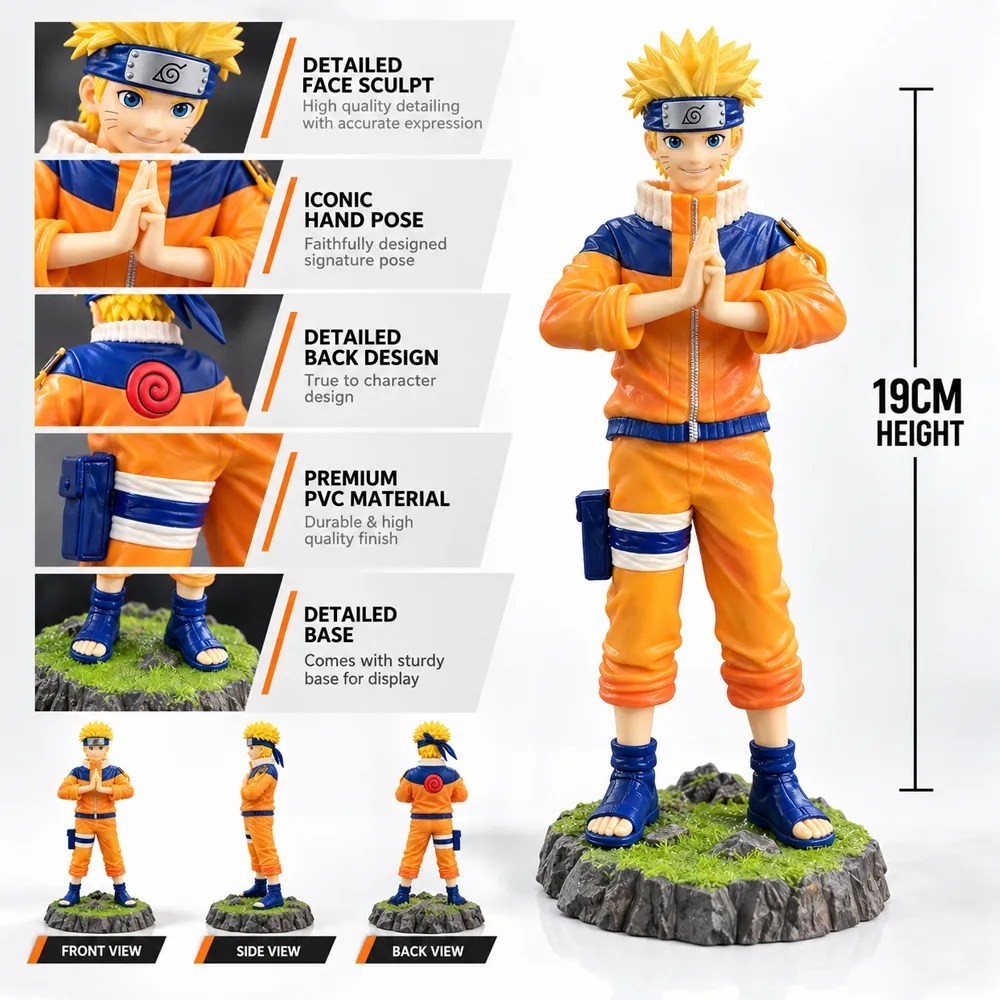 DETAILED
FACE SCULPT
High quality detailing
with accurate expression
ICONIC
HAND POSE
Faithfully designed
signature pose
DETAILED
BACK DESIGN
True to character
design
PREMIUM
PVC MATERIAL
Durable & high
quality finish
DETAILED
BASE
Comes with sturdy
base for display
19CM
HEIGHT
FRONT VIEW
SIDE VIEW
BACK VIEW